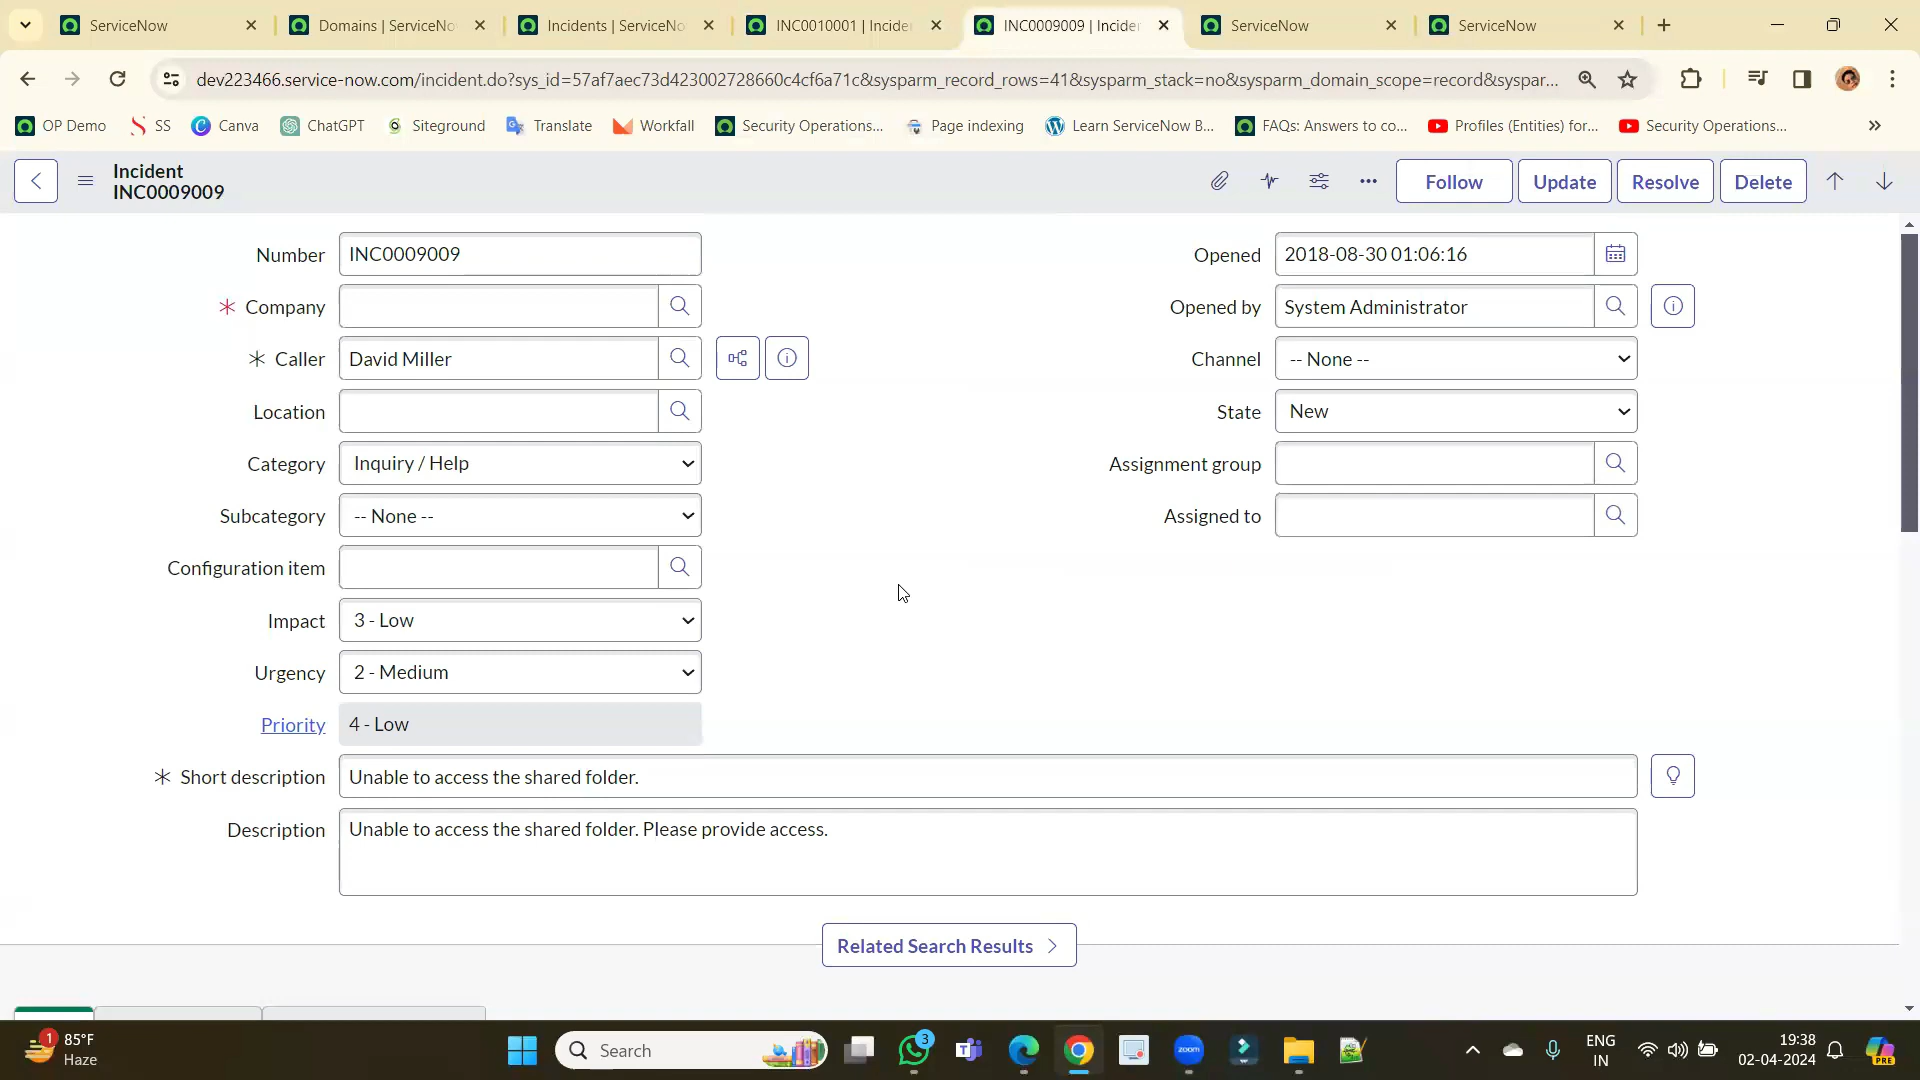 ServiceNow
Domains | ServiceNo
Incidents | ServiceNo
INC0010001 | Incide
INC0009009 | Incide
ServiceNow
ServiceNow
dev223466.service-now.com/incident.do?sys_id=57af7aec73d423002728660c4cf6a71c&sysparm_record_rows=41&sysparm_stack=no&sysparm_domain_scope=record&syspar...
OP Demo
SS
Canva
ChatGPT
Siteground
Translate
Workfall
Security Operations...
Page indexing
Learn ServiceNow B...
FAQs: Answers to co...
Profiles (Entities) for...
Security Operations...
Incident
INC0009009
Follow
Update
Resolve
Delete
Number
INC0009009
Opened
2018-08-30 01:06:16
Company
Opened by
System Administrator
Caller
David Miller
Channel
-- None --
Location
State
New
Category
Inquiry / Help
Assignment group
Subcategory
-- None --
Assigned to
Configuration item
Impact
3 - Low
Urgency
2 - Medium
Priority
4 - Low
Short description
Unable to access the shared folder.
Description
Unable to access the shared folder. Please provide access.
Related Search Results
1
85°F
Haze
Search
3
zoom
ENG
IN
19:38
02-04-2024
PRE